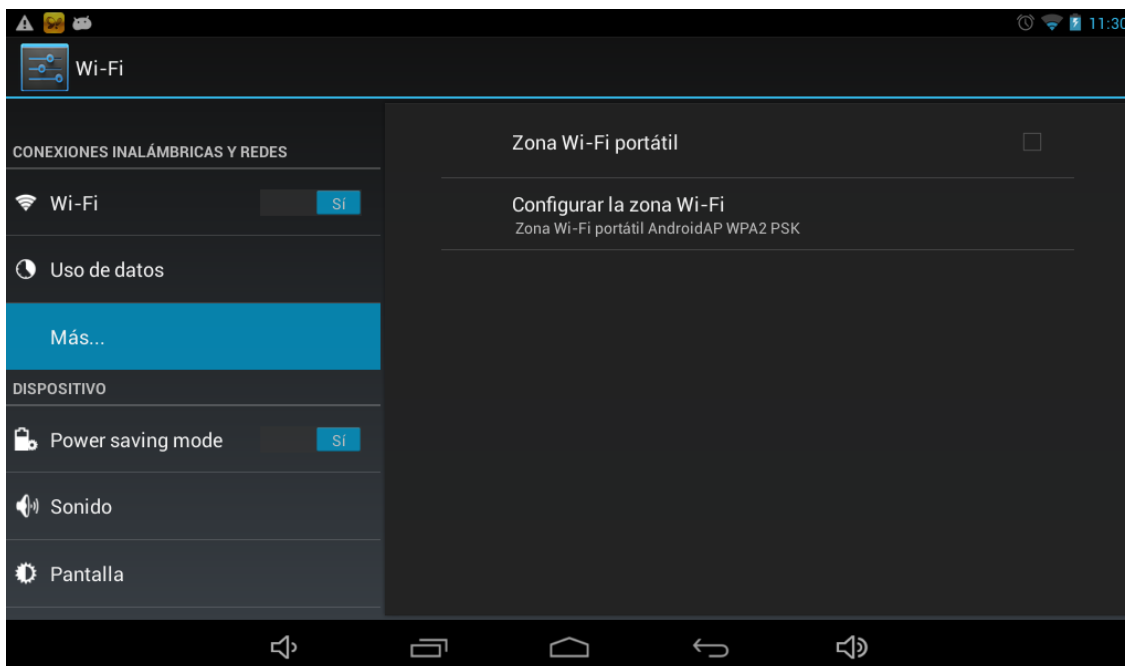 11:30
Wi-Fi
CONEXIONES INALÁMBRICAS Y REDES
Wi-Fi
Sí
Uso de datos
Más...
DISPOSITIVO
Power saving mode
Sí
Sonido
Pantalla
Zona Wi-Fi portátil
Configurar la zona Wi-Fi
Zona Wi-Fi portátil AndroidAP WPA2 PSK